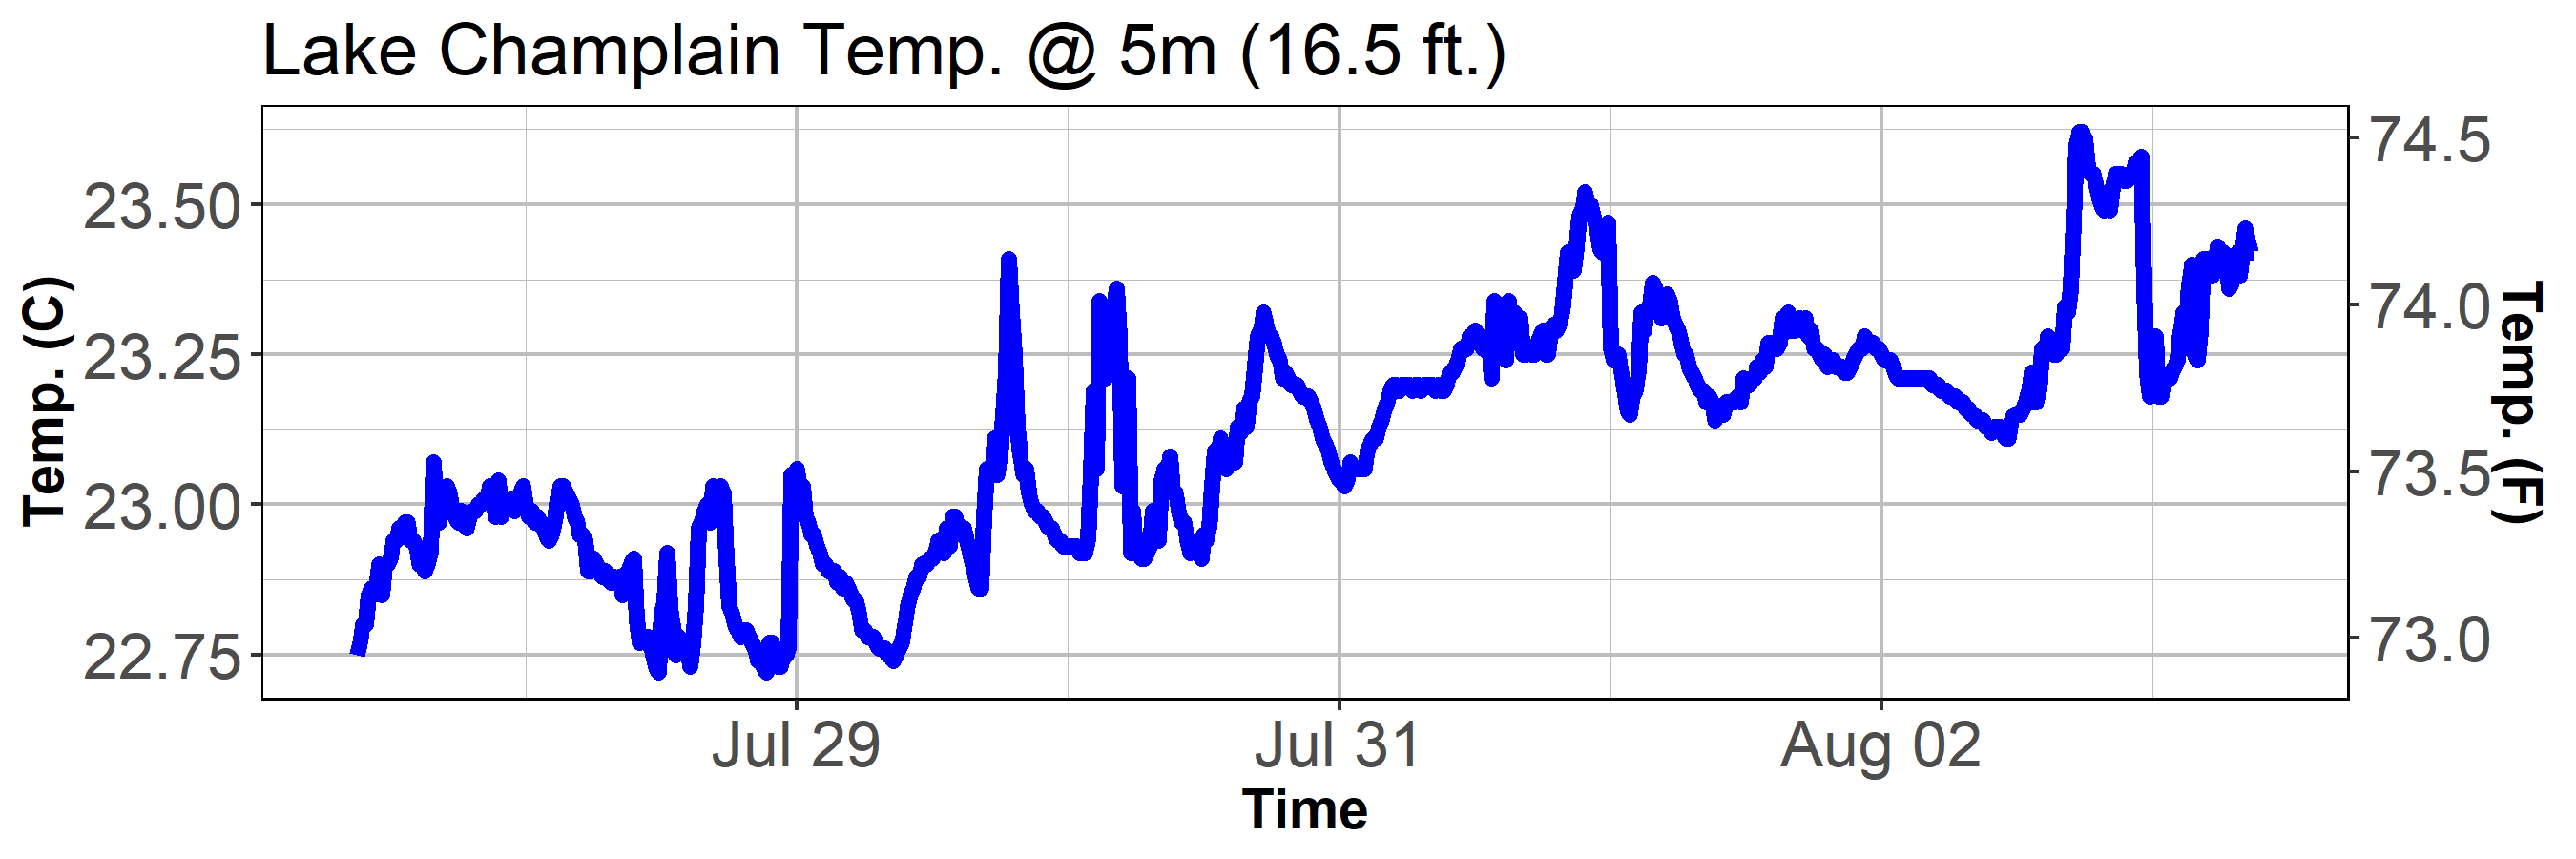 Lake Champlain Temp. @ 5m (16.5 ft.)
Temp. (C)
23.50
23.25
23.00
22.75
74.5
74.0
73.5
73.0
Temp. (F)
Jul 29
Jul 31
Aug 02
Time